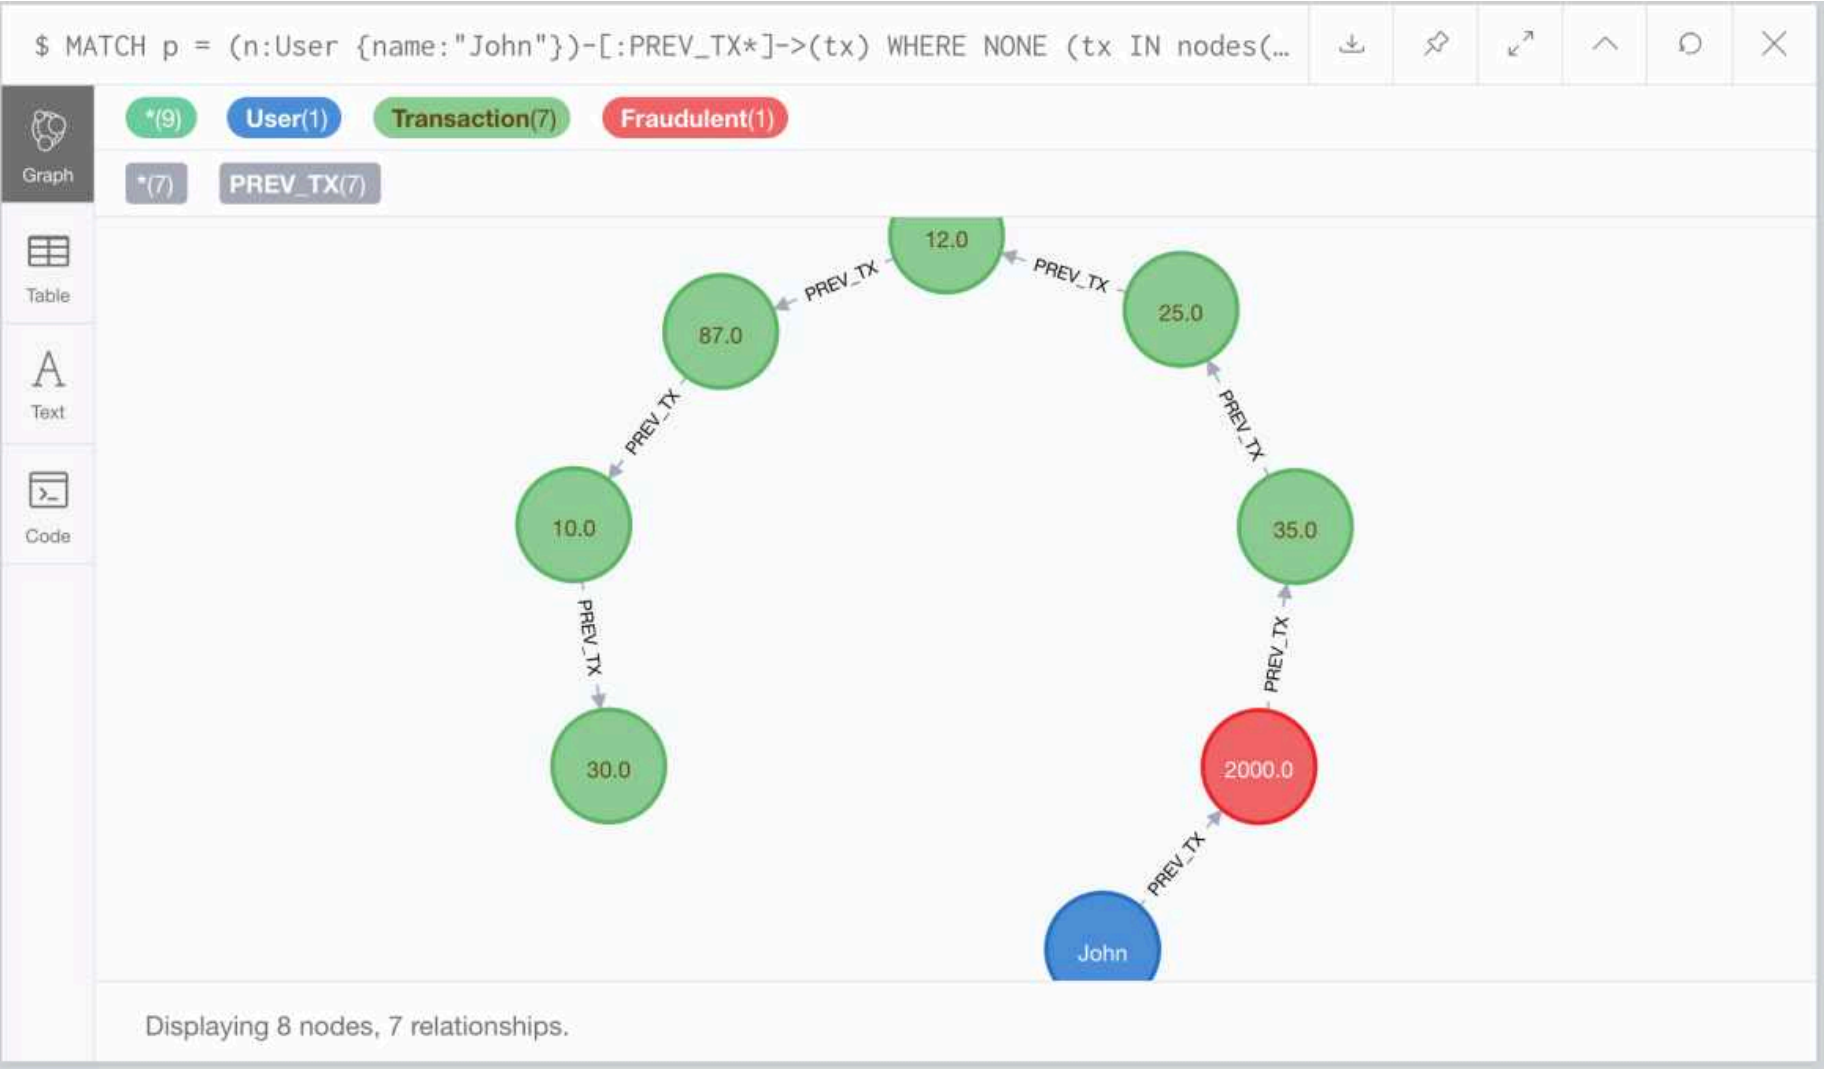 $ MATCH p = (n:User {name:"John"})-[:PREV_TX*]->(tx) WHERE NONE (tx IN nodes(…
*(9) User(1) Transaction(7) Fraudulent(1)
*(7) PREV_TX(7)
Graph
Table
Text
Code
12.0
PREV_TX
PREV_TX
87.0
25.0
PREV_TX
PREV_TX
10.0
35.0
PREV_TX
PREV_TX
30.0
2000.0
PREV_TX
John
Displaying 8 nodes, 7 relationships.